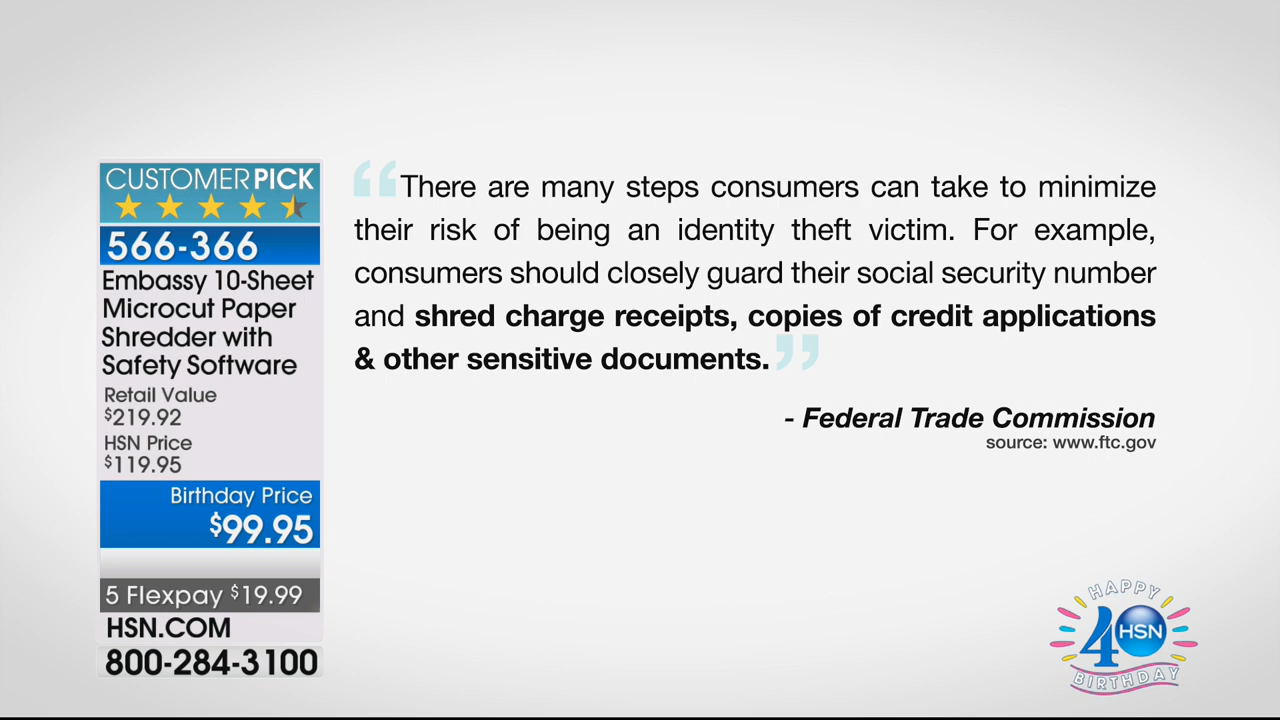 CUSTOMERPICK
566-366
Embassy 10-Sheet
Microcut Paper
Shredder with
Safety Software
Retail Value
$219.92
HSN Price
$119.95
Birthday Price
$99.95
5 Flexpay $19.99
HSN.COM
800-284-3100
“There are many steps consumers can take to minimize
their risk of being an identity theft victim. For example,
consumers should closely guard their social security number
and shred charge receipts, copies of credit applications
& other sensitive documents.”
- Federal Trade Commission
source: www.ftc.gov
HAPPY
40 HSN
BIRTHDAY